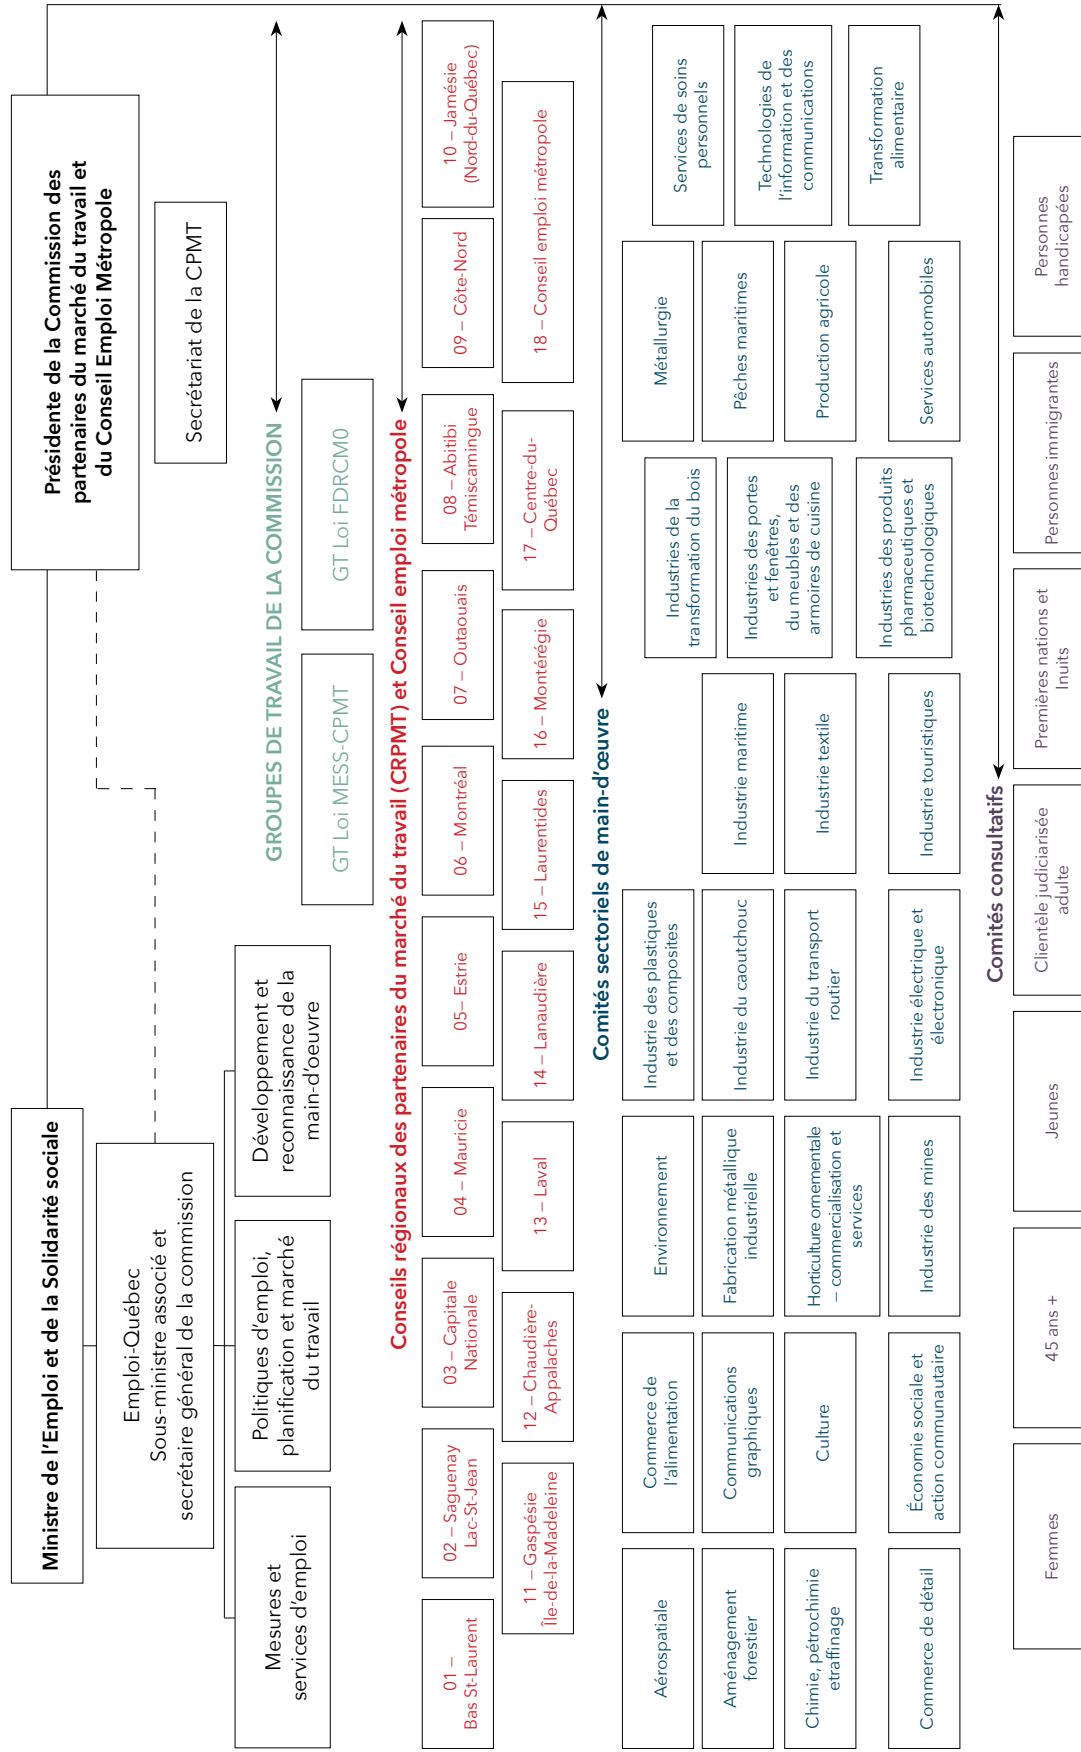 Ministre de l'Emploi et de la Solidarité sociale
Présidente de la Commission des
partenaires du marché du travail et
du Conseil Emploi Métropole
Emploi-Québec
Sous-ministre associé et
secrétaire général de la commission
Secrétariat de la CPMT
Mesures et
services d'emploi
Politiques d'emploi,
planification et marché
du travail
Développement et
reconnaissance de la
main-d'oeuvre
GROUPES DE TRAVAIL DE LA COMMISSION
GT Loi MESS-CPMT
GT Loi FDRCM0
Conseils régionaux des partenaires du marché du travail (CRPMT) et Conseil emploi métropole
01 –
Bas St-Laurent
02 – Saguenay
Lac-St-Jean
03 – Capitale
Nationale
04 – Mauricie
05– Estrie
06 – Montréal
07 – Outaouais
08 – Abitibi
Témiscamingue
09 – Côte-Nord
10 – Jamésie
(Nord-du-Québec)
11 – Gaspésie
Île-de-la-Madeleine
12 – Chaudière-
Appalaches
13 – Laval
14 – Lanaudière
15 – Laurentides
16 – Montérégie
17 – Centre-du-
Québec
18 – Conseil emploi métropole
Comités sectoriels de main-d'œuvre
Aérospatiale
Commerce de
l'alimentation
Environnement
Industrie des plastiques
et des composites
Industries de la
transformation du bois
Métallurgie
Services de soins
personnels
Aménagement
forestier
Communications
graphiques
Fabrication métallique
industrielle
Industrie du caoutchouc
Industrie maritime
Industries des portes
et fenêtres,
du meubles et des
armoires de cuisine
Pêches maritimes
Technologies de
l'information et des
communications
Chimie, pétrochimie
etraffinage
Culture
Horticulture ornementale
– commercialisation et
services
Industrie du transport
routier
Industrie textile
Production agricole
Transformation
alimentaire
Commerce de détail
Économie sociale et
action communautaire
Industrie des mines
Industrie électrique et
électronique
Industrie touristiques
Industries des produits
pharmaceutiques et
biotechnologiques
Services automobiles
Comités consultatifs
Femmes
45 ans +
Jeunes
Clientèle judiciarisée
adulte
Premières nations et
Inuits
Personnes immigrantes
Personnes
handicapées